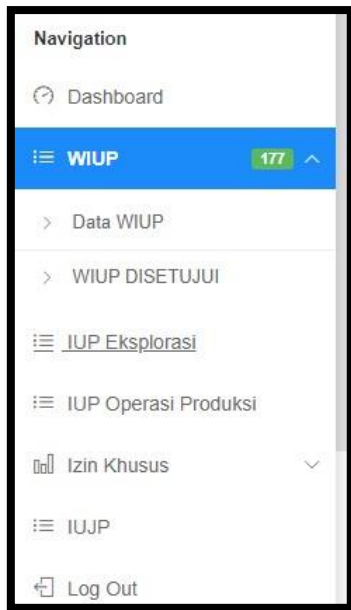 Navigation
Dashboard
WIUP 177
Data WIUP
WIUP DISETUJUI
IUP Eksplorasi
IUP Operasi Produksi
Izin Khusus
IUJP
Log Out